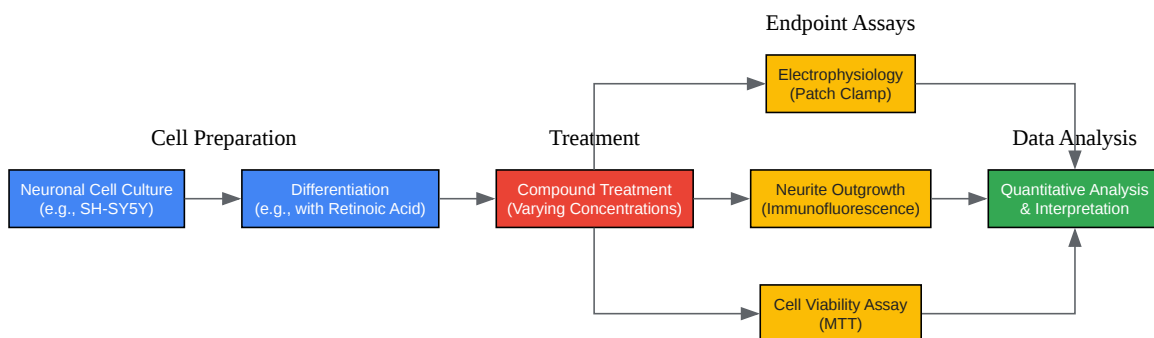 Endpoint Assays
Electrophysiology
(Patch Clamp)
Cell Preparation
Treatment
Data Analysis
Neuronal Cell Culture
(e.g., SH-SY5Y)
Differentiation
(e.g., with Retinoic Acid)
Compound Treatment
(Varying Concentrations)
Neurite Outgrowth
(Immunofluorescence)
Quantitative Analysis
& Interpretation
Cell Viability Assay
(MTT)